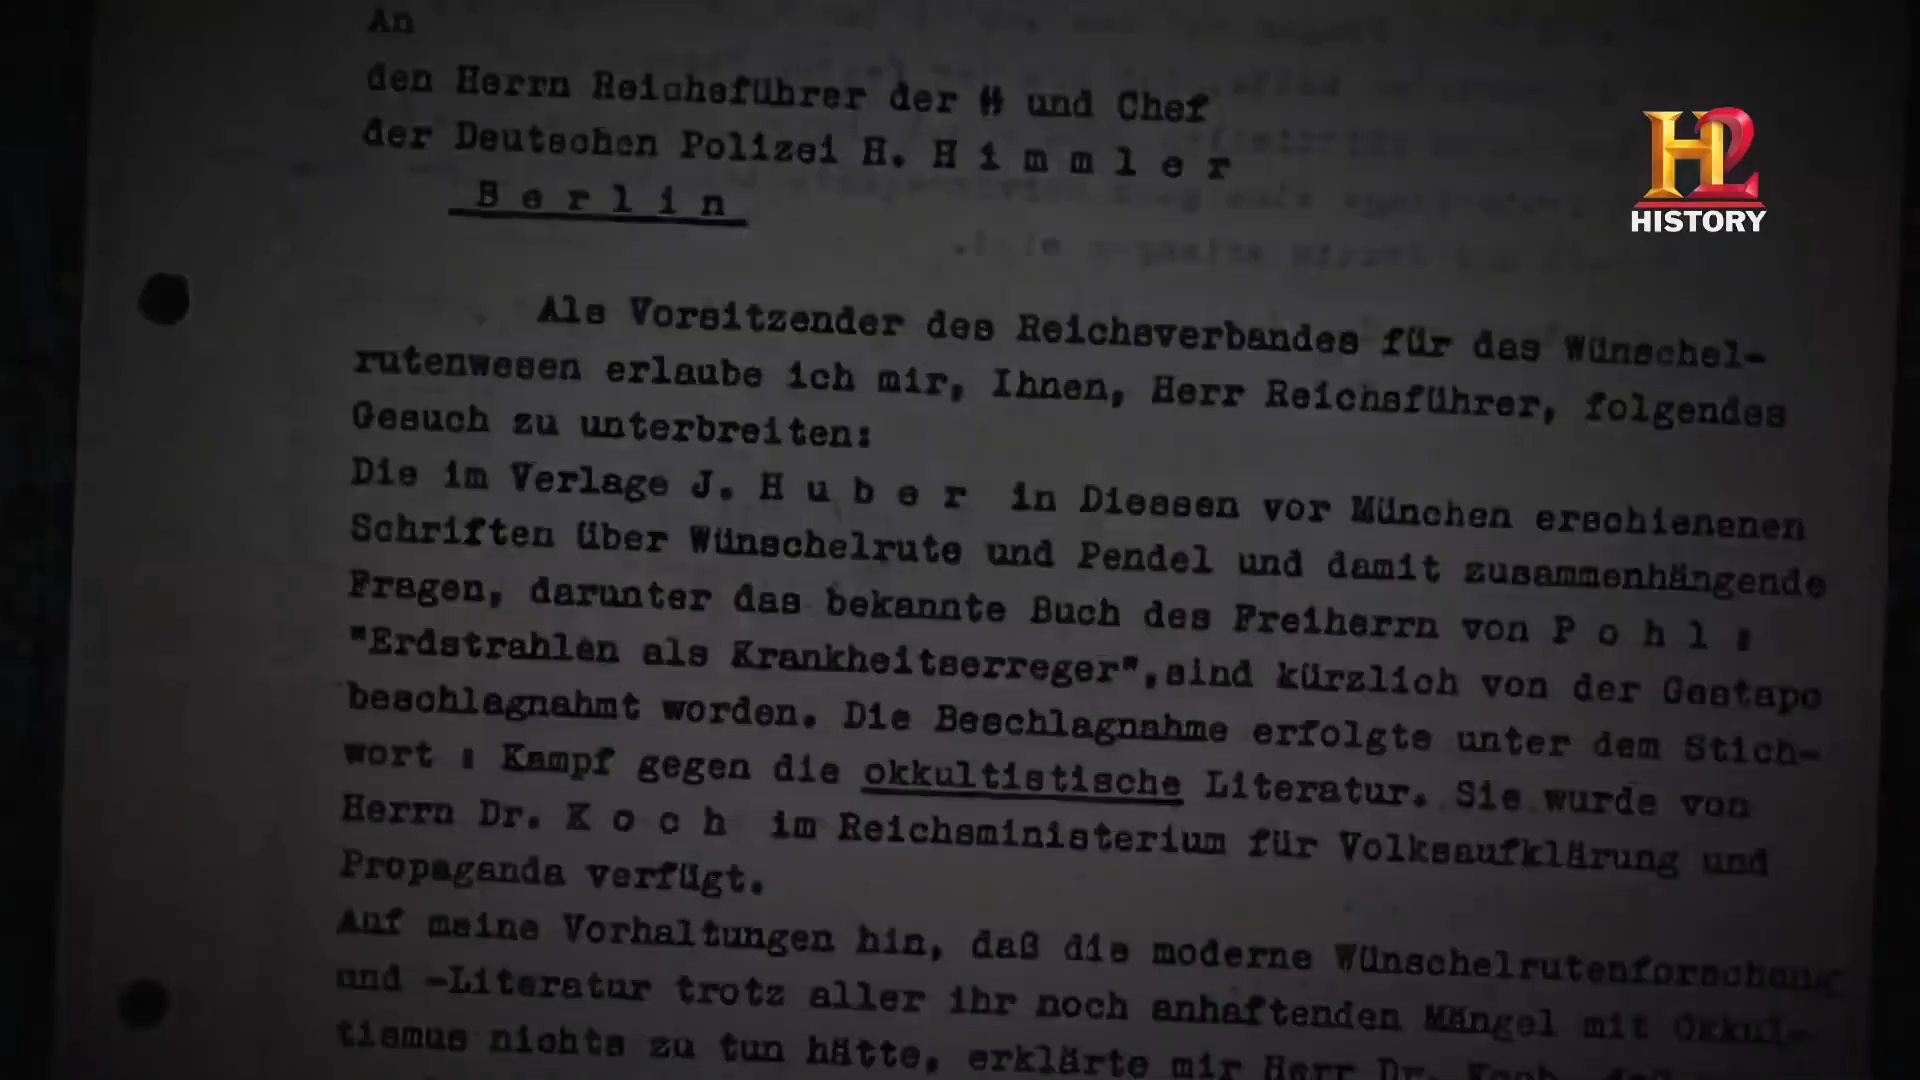 An
den Herrn Reichsführer der SS und Chef
der Deutschen Polizei H. H i m m l e r
B e r l i n
H2
HISTORY
Als Vorsitzender des Reichsverbandes für das Wünschel-
rutenwesen erlaube ich mir, Ihnen, Herr Reichsführer, folgendes
Gesuch zu unterbreiten:
Die im Verlage J. H u b e r in Diessen vor München erschienenen
Schriften über Wünschelrute und Pendel und damit zusammenhängende
Fragen, darunter das bekannte Buch des Freiherrn von P o h l :
"Erdstrahlen als Krankheitserreger",sind kürzlich von der Gestapo
beschlagnahmt worden. Die Beschlagnahme erfolgte unter dem Stich-
wort : Kampf gegen die okkultistische Literatur. Sie wurde von
Herrn Dr. K o c h im Reichsministerium für Volksaufklärung und
Propaganda verfügt.
Auf meine Vorhaltungen hin, daß die moderne Wünschelrutenforschung
und -Literatur trotz aller ihr noch anhaftenden Mängel mit Okkul-
tismus nichts zu tun hätte, erklärte mir Herr Dr. Koch, daß